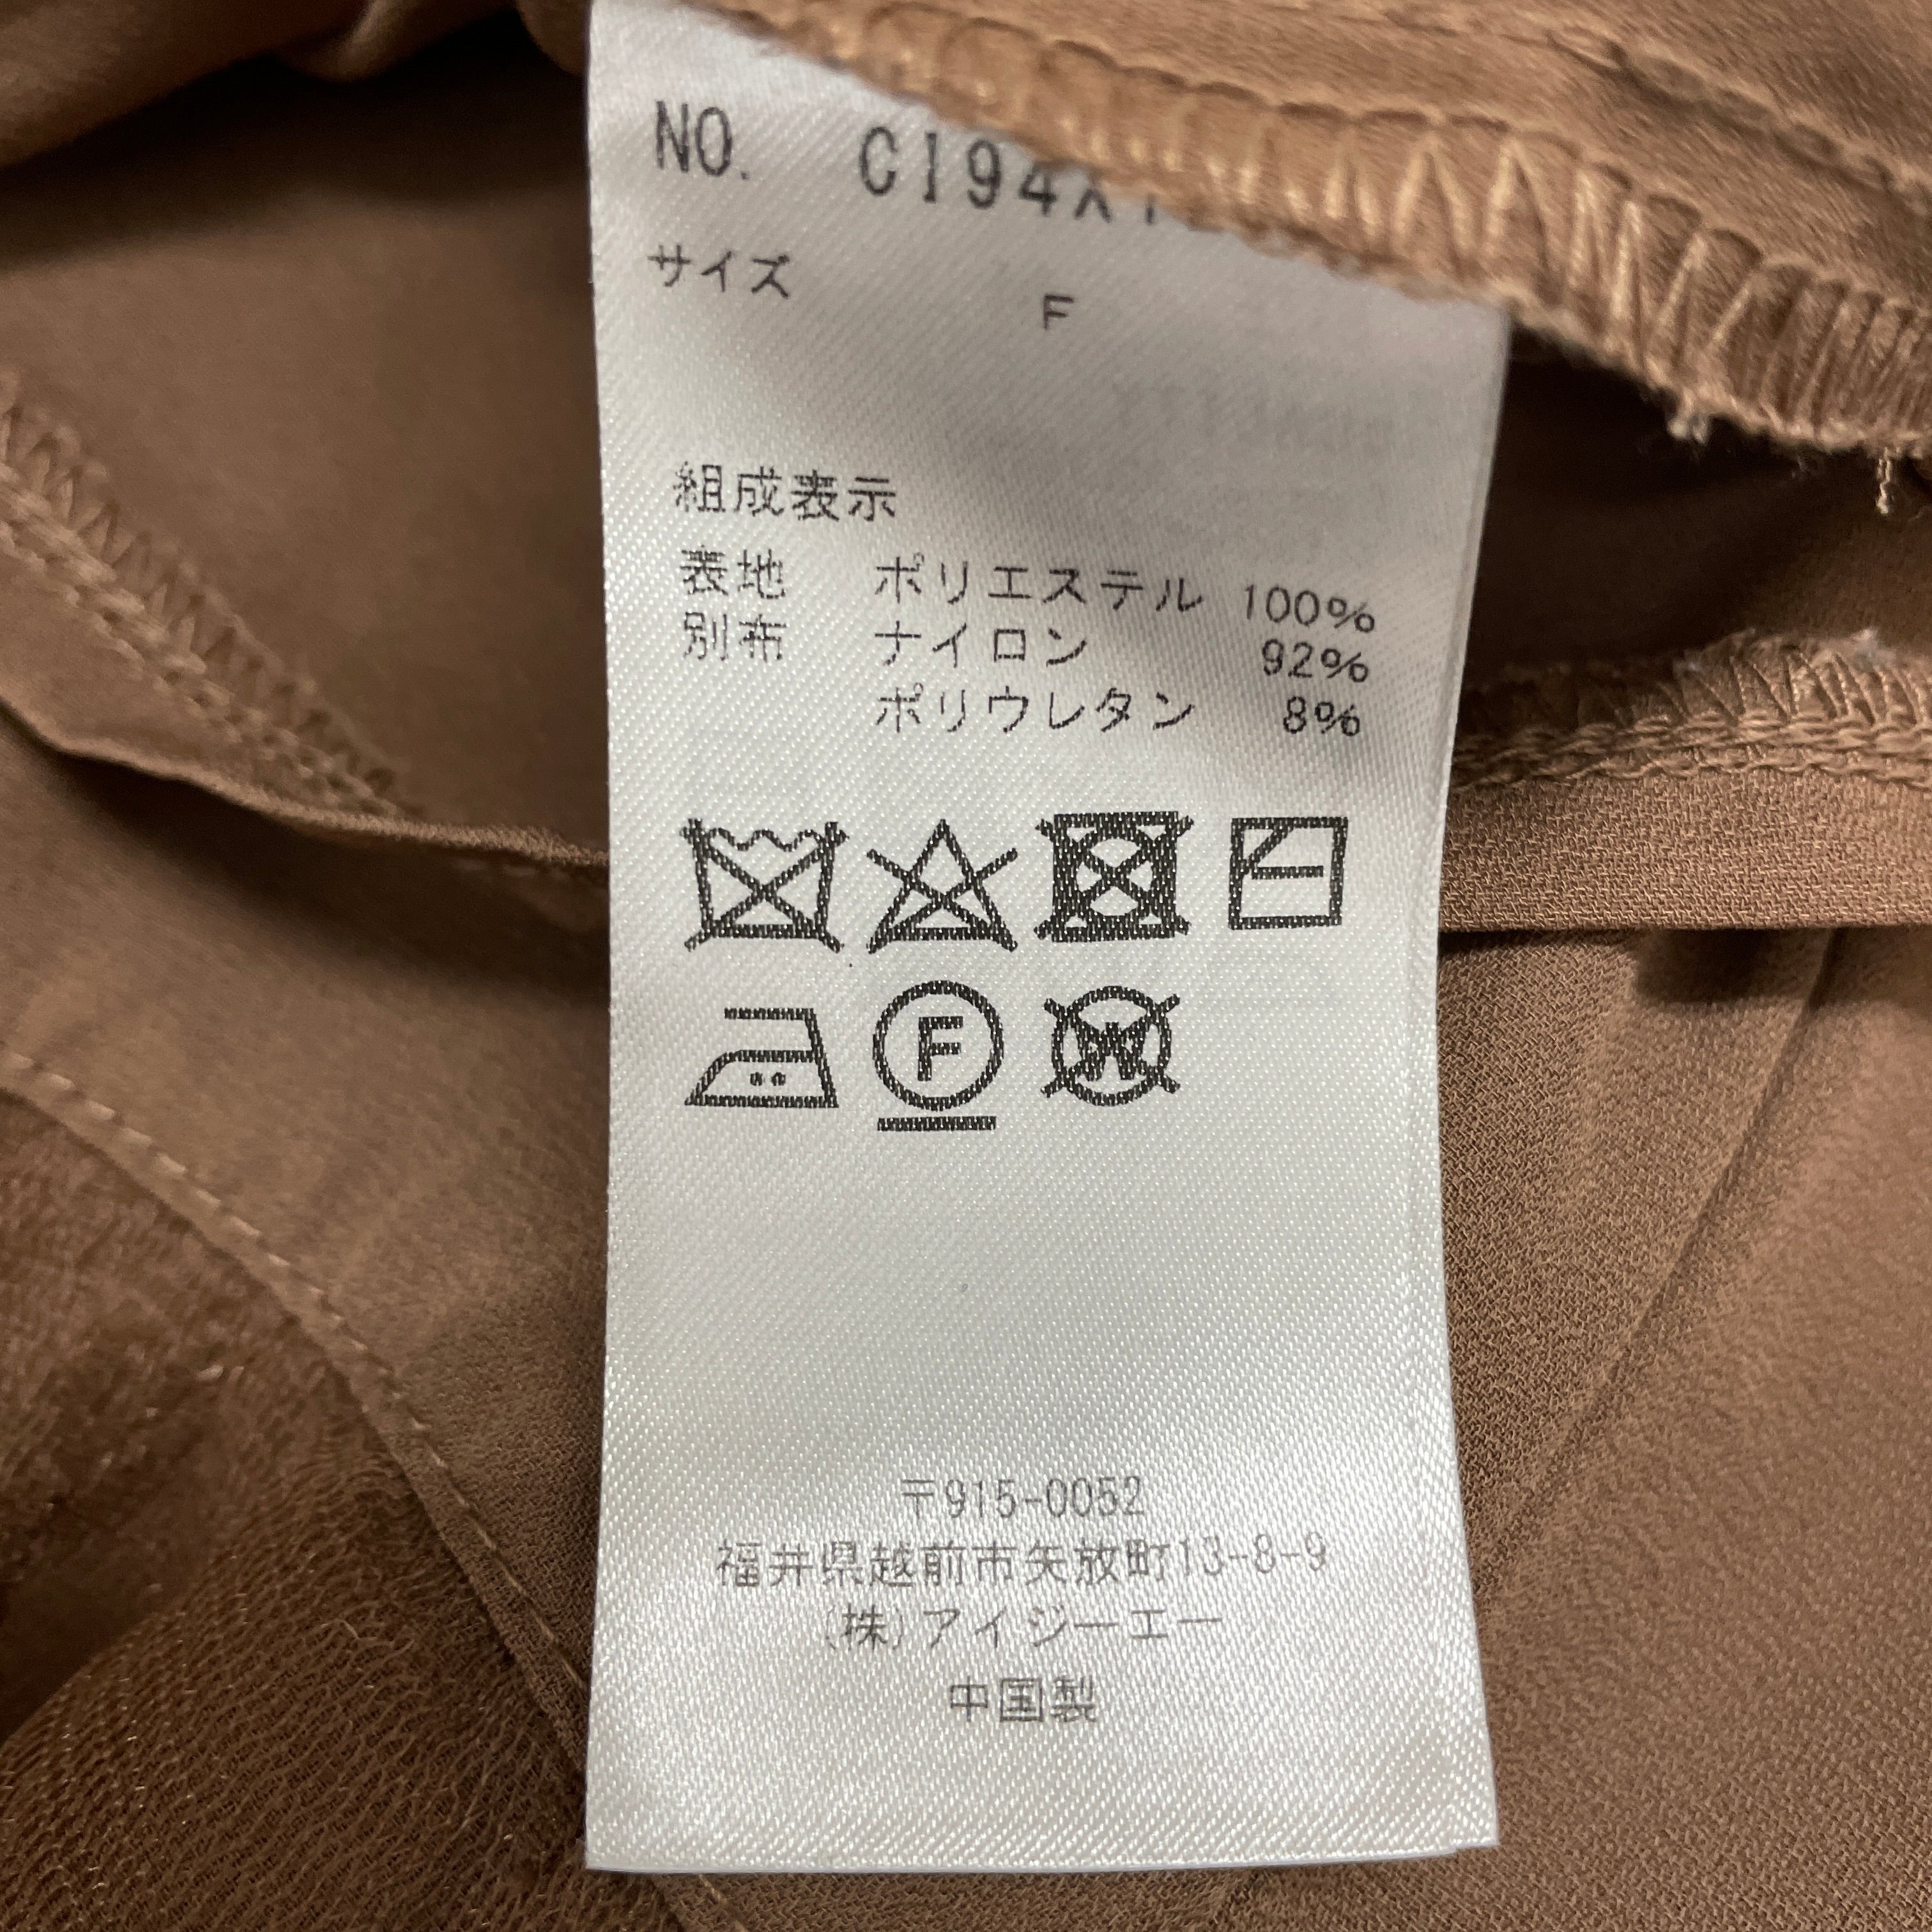 NO. C194X
サイズ F
組成表示
表地 ポリエステル 100%
別布 ナイロン 92%
ポリウレタン 8%
F
W
〒915-0052
福井県越前市矢放町13-8-9
(株)アイジーエー
中国製